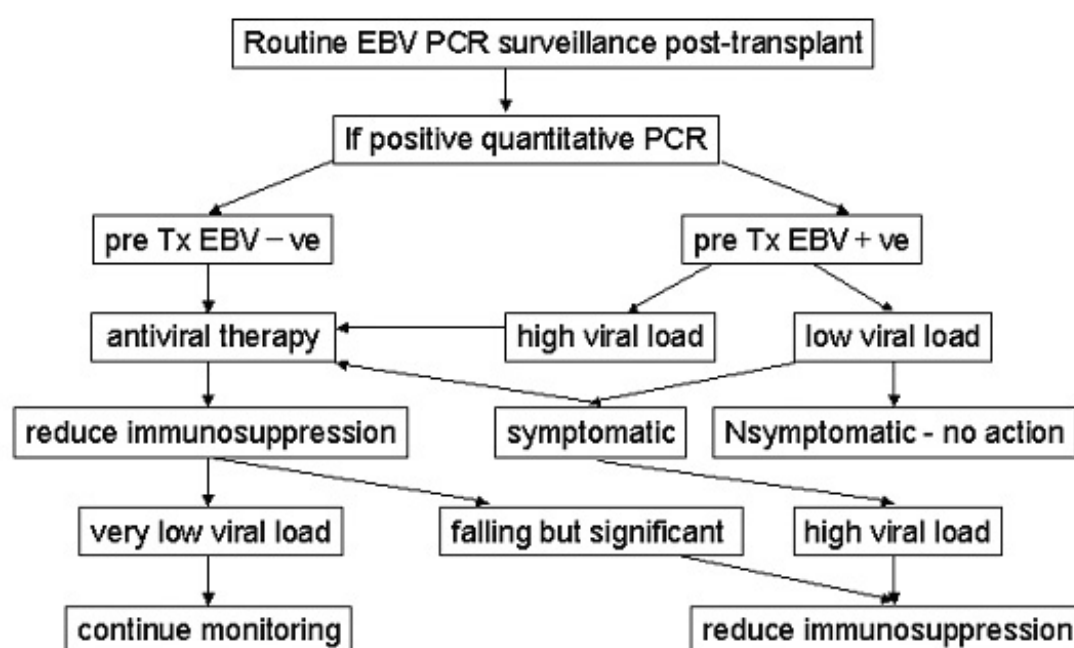 Routine EBV PCR surveillance post-transplant
If positive quantitative PCR
pre Tx EBV – ve
pre Tx EBV + ve
antiviral therapy
high viral load
low viral load
reduce immunosuppression
symptomatic
Nsymptomatic - no action
very low viral load
falling but significant
high viral load
continue monitoring
reduce immunosuppression